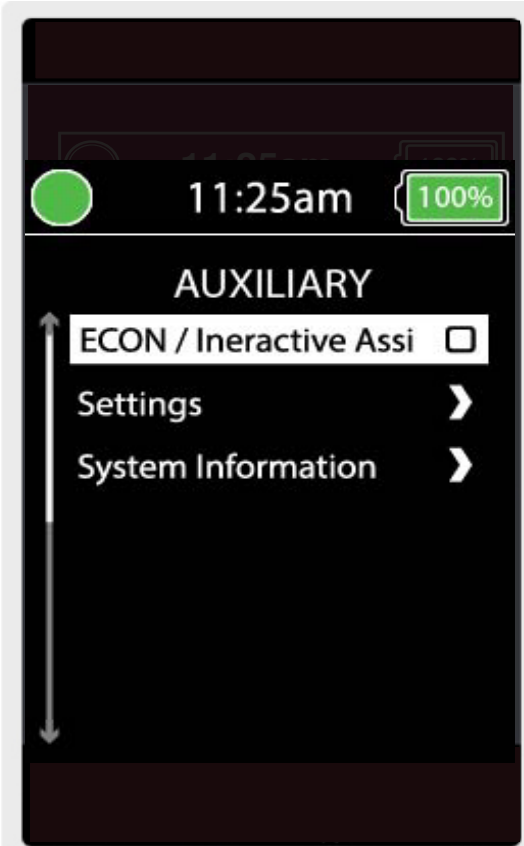 11:25am 100%
AUXILIARY
ECON / Ineractive Assi
Settings
System Information